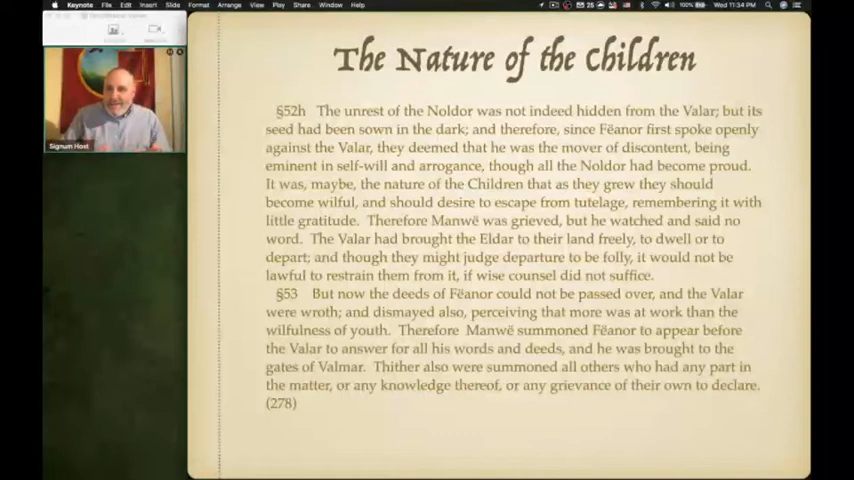 Keynote File Edit Insert Slide Format Arrange View Play Share Window Help 25 100% Wed 11:34 PM
Signum Host
The Nature of the Children
§52h The unrest of the Noldor was not indeed hidden from the Valar; but its
seed had been sown in the dark; and therefore, since Fëanor first spoke openly
against the Valar, they deemed that he was the mover of discontent, being
eminent in self-will and arrogance, though all the Noldor had become proud.
It was, maybe, the nature of the Children that as they grew they should
become wilful, and should desire to escape from tutelage, remembering it with
little gratitude. Therefore Manwë was grieved, but he watched and said no
word. The Valar had brought the Eldar to their land freely, to dwell or to
depart; and though they might judge departure to be folly, it would not be
lawful to restrain them from it, if wise counsel did not suffice.
§53 But now the deeds of Fëanor could not be passed over, and the Valar
were wroth; and dismayed also, perceiving that more was at work than the
wilfulness of youth. Therefore Manwë summoned Fëanor to appear before
the Valar to answer for all his words and deeds, and he was brought to the
gates of Valmar. Thither also were summoned all others who had any part in
the matter, or any knowledge thereof, or any grievance of their own to declare.
(278)